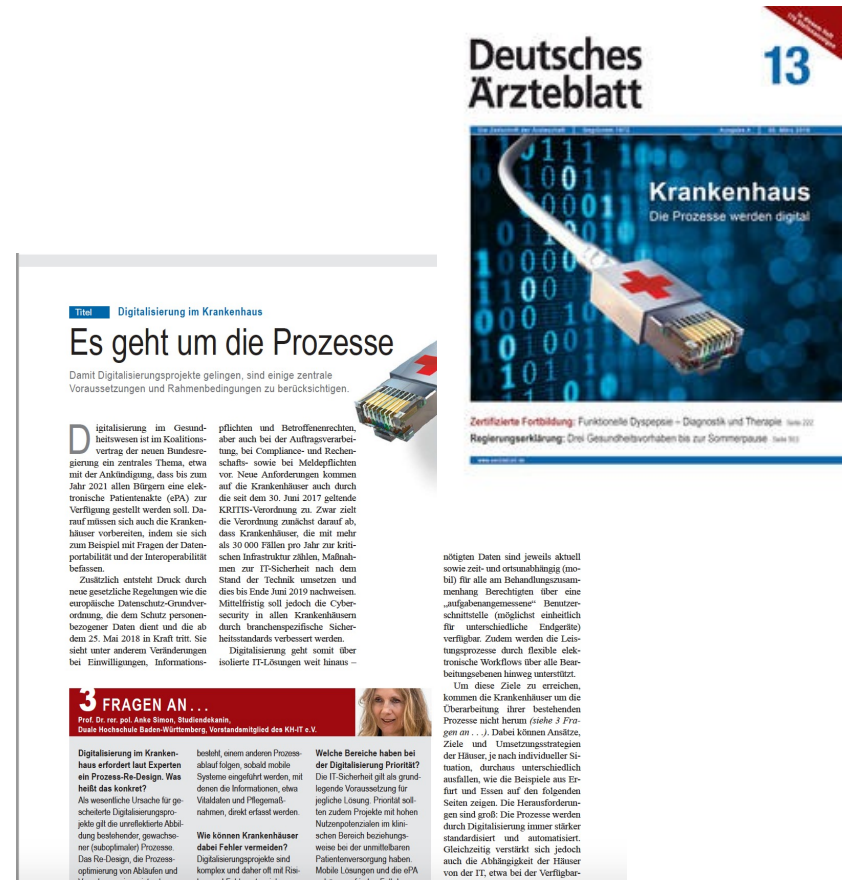 In diesem Heft
Deutsches
Ärzteblatt
13
Krankenhaus
Die Prozesse werden digital
Zertifizierte Fortbildung: Funktionelle Dyspepsie – Diagnostik und Therapie Seite 222
Regierungserklärung: Drei Gesundheitsvorhaben bis zur Sommerpause
Titel Digitalisierung im Krankenhaus
Es geht um die Prozesse
Damit Digitalisierungsprojekte gelingen, sind einige zentrale
Voraussetzungen und Rahmenbedingungen zu berücksichtigen.
Digitalisierung im Gesund-
heitswesen ist im Koalitions-
vertrag der neuen Bundesre-
gierung ein zentrales Thema, etwa
mit der Ankündigung, dass bis zum
Jahr 2021 allen Bürgern eine elek-
tronische Patientenakte (ePA) zur
Verfügung gestellt werden soll. Da-
rauf müssen sich auch die Kranken-
häuser vorbereiten, indem sie sich
zum Beispiel mit Fragen der Daten-
portabilität und der Interoperabilität
befassen.
Zusätzlich entsteht Druck durch
neue gesetzliche Regelungen wie die
europäische Datenschutz-Grundver-
ordnung, die dem Schutz personen-
bezogener Daten dient und die ab
dem 25. Mai 2018 in Kraft tritt. Sie
sieht unter anderem Veränderungen
bei Einwilligungen, Informations-
pflichten und Betroffenenrechten,
aber auch bei der Auftragsverarbei-
tung, bei Compliance- und Rechen-
schafts- sowie bei Meldepflichten
vor. Neue Anforderungen kommen
auf die Krankenhäuser auch durch
die seit dem 30. Juni 2017 geltende
KRITIS-Verordnung zu. Zwar zielt
die Verordnung zunächst darauf ab,
dass Krankenhäuser, die mit mehr
als 30 000 Fällen pro Jahr zur kriti-
schen Infrastruktur zählen, Maßnah-
men zur IT-Sicherheit nach dem
Stand der Technik umsetzen und
dies bis Ende Juni 2019 nachweisen.
Mittelfristig soll jedoch die Cyber-
security in allen Krankenhäusern
durch branchenspezifische Sicher-
heitsstandards verbessert werden.
Digitalisierung geht somit über
isolierte IT-Lösungen weit hinaus –
nötigten Daten sind jeweils aktuell
sowie zeit- und ortsunabhängig (mo-
bil) für alle am Behandlungszusam-
menhang Berechtigten über eine
„aufgabenangemessene“ Benutzer-
schnittstelle (möglichst einheitlich
für unterschiedliche Endgeräte)
verfügbar. Zudem werden die Leis-
tungsprozesse durch flexible elek-
tronische Workflows über alle Bear-
beitungsebenen hinweg unterstützt.
Um diese Ziele zu erreichen,
kommen die Krankenhäuser um die
Überarbeitung ihrer bestehenden
Prozesse nicht herum (siehe 3 Fra-
gen an . . .). Dabei können Ansätze,
Ziele und Umsetzungsstrategien
der Häuser, je nach individueller Si-
tuation, durchaus unterschiedlich
ausfallen, wie die Beispiele aus Er-
furt und Essen auf den folgenden
Seiten zeigen. Die Herausforderun-
gen sind groß: Die Prozesse werden
durch Digitalisierung immer stärker
standardisiert und automatisiert.
Gleichzeitig verstärkt sich jedoch
auch die Abhängigkeit der Häuser
von der IT, etwa bei der Verfügbar-
3 FRAGEN AN . . .
Prof. Dr. rer. pol. Anke Simon, Studiendekanin,
Duale Hochschule Baden-Württemberg, Vorstandsmitglied des KH-IT e.V.
Digitalisierung im Kranken-
haus erfordert laut Experten
ein Prozess-Re-Design. Was
heißt das konkret?
Als wesentliche Ursache für ge-
scheiterte Digitalisierungspro-
jekte gilt die unreflektierte Abbil-
dung bestehender, gewachse-
ner (suboptimaler) Prozesse.
Das Re-Design, die Prozess-
optimierung von Abläufen und
besteht, einem anderen Prozess-
ablauf folgen, sobald mobile
Systeme eingeführt werden, mit
denen die Informationen, etwa
Vitaldaten und Pflegemaß-
nahmen, direkt erfasst werden.
Wie können Krankenhäuser
dabei Fehler vermeiden?
Digitalisierungsprojekte sind
komplex und daher oft mit Risi-
Welche Bereiche haben bei
der Digitalisierung Priorität?
Die IT-Sicherheit gilt als grund-
legende Voraussetzung für
jegliche Lösung. Priorität soll-
ten zudem Projekte mit hohen
Nutzenpotenzialen im klini-
schen Bereich beziehungs-
weise bei der unmittelbaren
Patientenversorgung haben.
Mobile Lösungen und die ePA